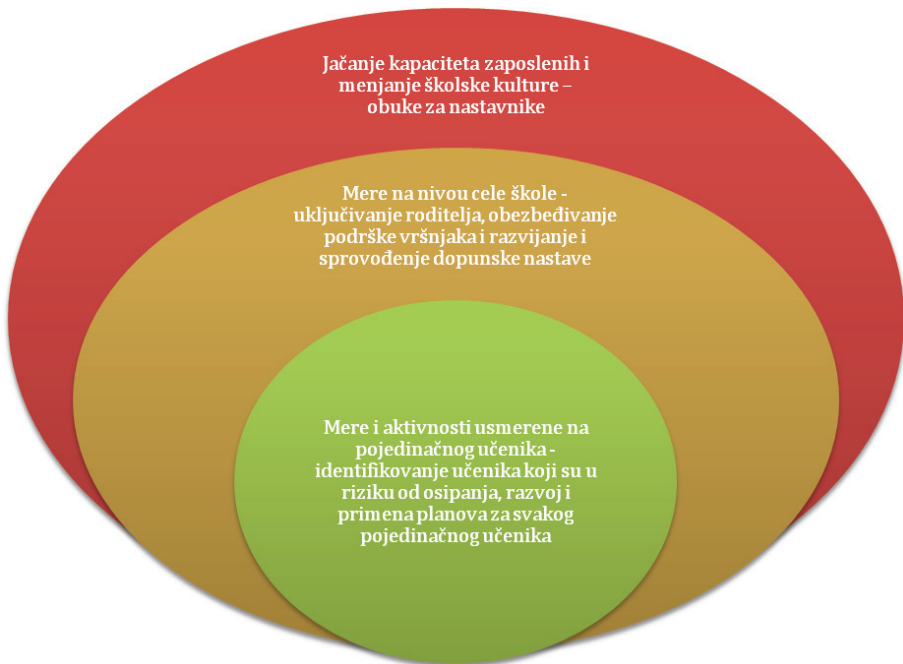 Jačanje kapaciteta zaposlenih i
menjanje školske kulture –
obuke za nastavnike
Mere na nivou cele škole -
uključivanje roditelja, obezbeđivanje
podrške vršnjaka i razvijanje i
sprovođenje dopunske nastave
Mere i aktivnosti usmerene na
pojedinačnog učenika -
identifikovanje učenika koji su u
riziku od osipanja, razvoj i
primena planova za svakog
pojedinačnog učenika